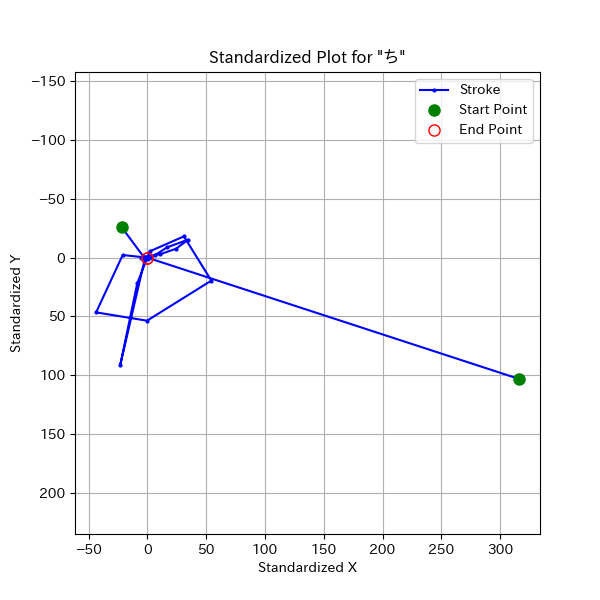 Standardized Plot for "ち"
Stroke
Start Point
End Point
−150
−100
−50
0
50
100
150
200
Standardized Y
−50 0 50 100 150 200 250 300
Standardized X